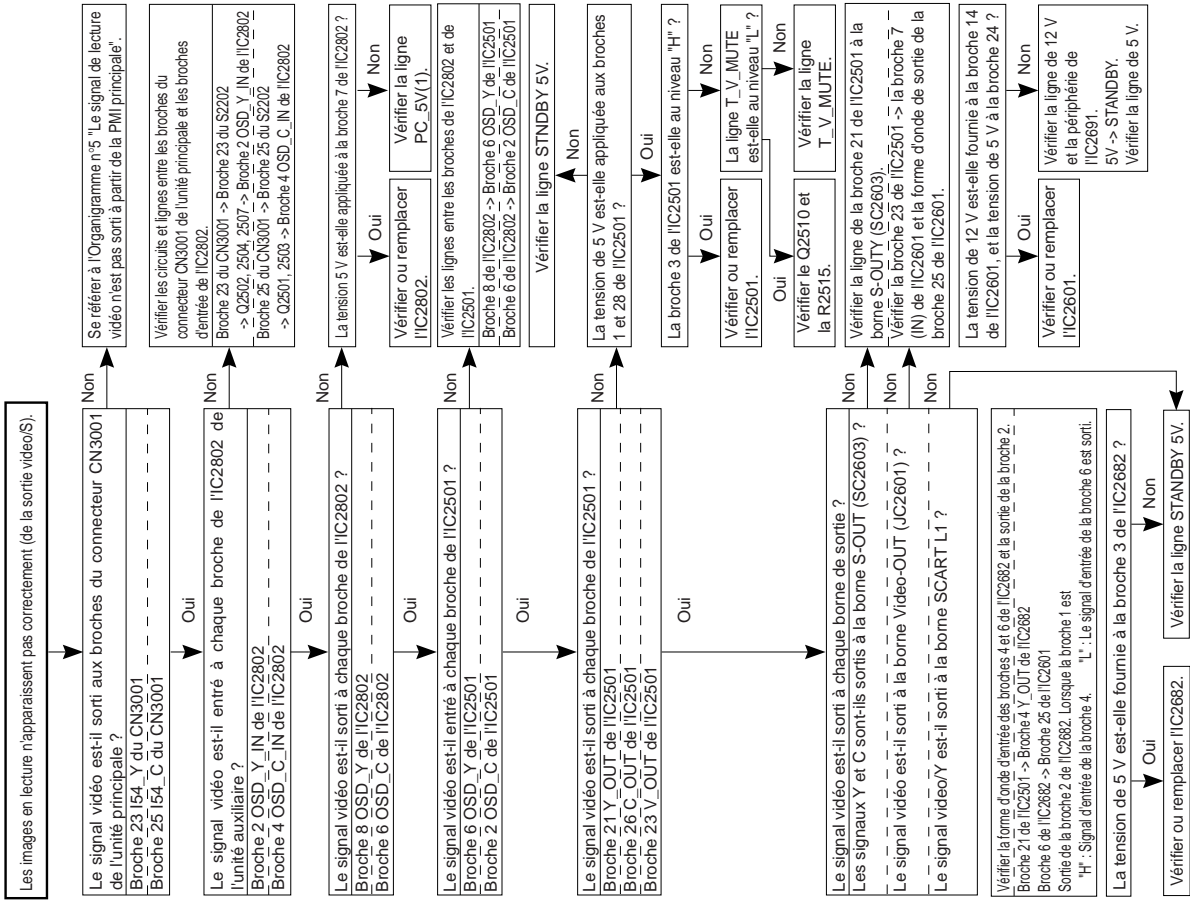 Les images en lecture n'apparaissent pas correctement (de la sortie video/S).
Le signal vidéo est-il sorti aux broches du connecteur CN3001
de l'unité principale ?
Broche 23 I54_Y du CN3001
Broche 25 I54_C du CN3001
Non
Se référer à l'Organigramme n°5 "Le signal de lecture
vidéo n'est pas sorti à partir de la PMI principale".
Oui
Le signal vidéo est-il entré à chaque broche de l'IC2802 de
l'unité auxiliaire ?
Broche 2 OSD_Y_IN de l'IC2802
Broche 4 OSD_C_IN de l'IC2802
Non
Vérifier les circuits et lignes entre les broches du
connecteur CN3001 de l'unité principale et les broches
d'entrée de l'IC2802.
Broche 23 du CN3001 -> Broche 23 du S2202
-> Q2502, 2504, 2507 -> Broche 2 OSD_Y_IN de l'IC2802
Broche 25 du CN3001 -> Broche 25 du S2202
-> Q2501, 2503 -> Broche 4 OSD_C_IN de l'IC2802
Oui
Le signal vidéo est-il sorti à chaque broche de l'IC2802 ?
Broche 8 OSD_Y de l'IC2802
Broche 6 OSD_C de l'IC2802
Non
La tension 5 V est-elle appliquée à la broche 7 de l'IC2802 ?
Oui
Non
Vérifier ou remplacer
l'IC2802.
Vérifier la ligne
PC_5V(1).
Oui
Le signal vidéo est-il entré à chaque broche de l'IC2501 ?
Broche 6 OSD_Y de l'IC2501
Broche 2 OSD_C de l'IC2501
Non
Vérifier les lignes entre les broches de l'IC2802 et de
l'IC2501.
Broche 8 de l'IC2802 -> Broche 6 OSD_Y de l'IC2501
Broche 6 de l'IC2802 -> Broche 2 OSD_C de l'IC2501
Oui
Le signal vidéo est-il sorti à chaque broche de l'IC2501 ?
Broche 21 Y_OUT de l'IC2501
Broche 26 C_OUT de l'IC2501
Broche 23 V_OUT de l'IC2501
Non
Vérifier la ligne STNDBY 5V.
Non
La tension de 5 V est-elle appliquée aux broches
1 et 28 de l'IC2501 ?
Oui
La broche 3 de l'IC2501 est-elle au niveau "H" ?
Oui
Non
Vérifier ou remplacer
l'IC2501.
La ligne T_V_MUTE
est-elle au niveau "L" ?
Oui
Non
Vérifier le Q2510 et
la R2515.
Vérifier la ligne
T_V_MUTE.
Oui
Le signal vidéo est-il sorti à chaque borne de sortie ?
Les signaux Y et C sont-ils sortis à la borne S-OUT (SC2603) ?
Le signal vidéo est-il sorti à la borne Video-OUT (JC2601) ?
Le signal video/Y est-il sorti à la borne SCART L1 ?
Non
Non
Non
Vérifier la ligne de la broche 21 de l'IC2501 à la
borne S-OUTY (SC2603).
Vérifier la broche 23 de l'IC2501 -> la broche 7
(IN) de l'IC2601 et la forme d'onde de sortie de la
broche 25 de l'IC2601.
La tension de 12 V est-elle fournie à la broche 14
de l'IC2601, et la tension de 5 V à la broche 24 ?
Oui
Non
Vérifier ou remplacer
l'IC2601.
Vérifier la ligne de 12 V
et la périphérie de
l'IC2691.
5V -> STANDBY.
Vérifier la ligne de 5 V.
Vérifier la forme d'onde d'entrée des broches 4 et 6 de l'IC2682 et la sortie de la broche 2.
Broche 21 de l'IC2501 -> Broche 4 Y_OUT de l'IC2682
Broche 6 de l'IC2682 -> Broche 25 de l'IC2601
Sortie de la broche 2 de l'IC2682. Lorsque la broche 1 est
"H" : Signal d'entrée de la broche 4. "L" : Le signal d'entrée de la broche 6 est sorti.
La tension de 5 V est-elle fournie à la broche 3 de l'IC2682 ?
Oui
Non
Vérifier ou remplacer l'IC2682.
Vérifier la ligne STANDBY 5V.